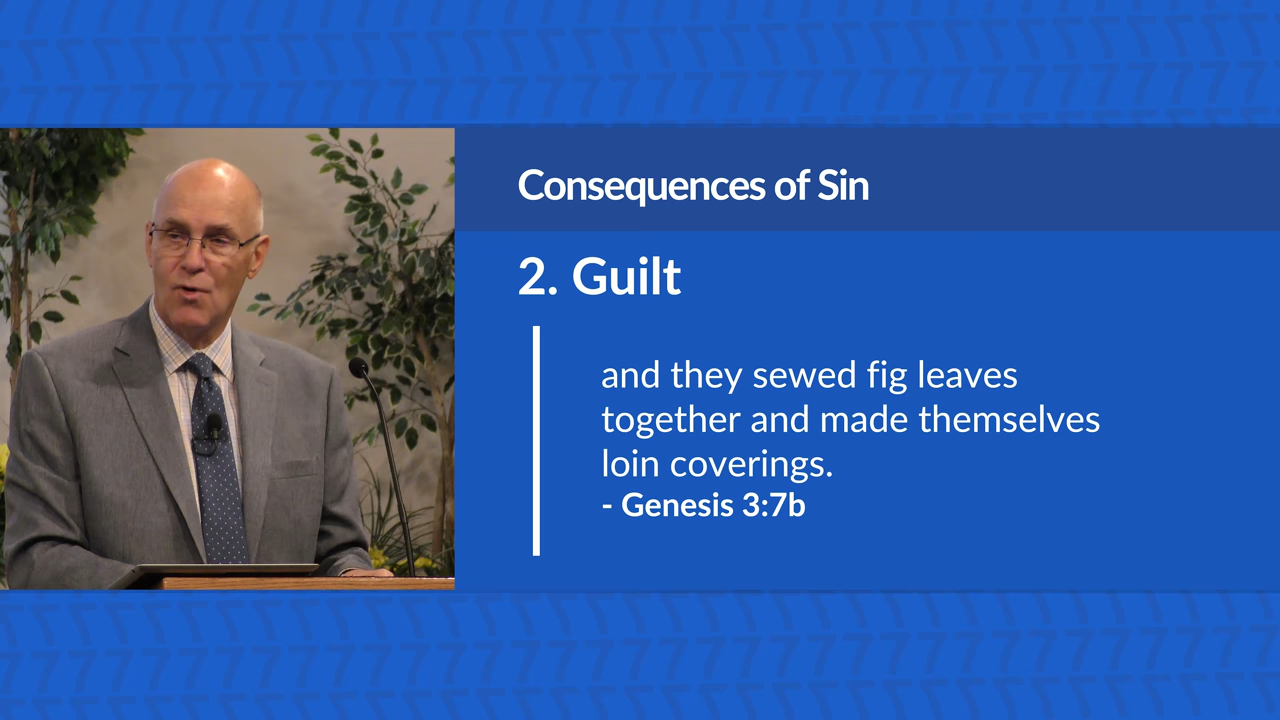 Consequences of Sin
2. Guilt
and they sewed fig leaves
together and made themselves
loin coverings.
- Genesis 3:7b